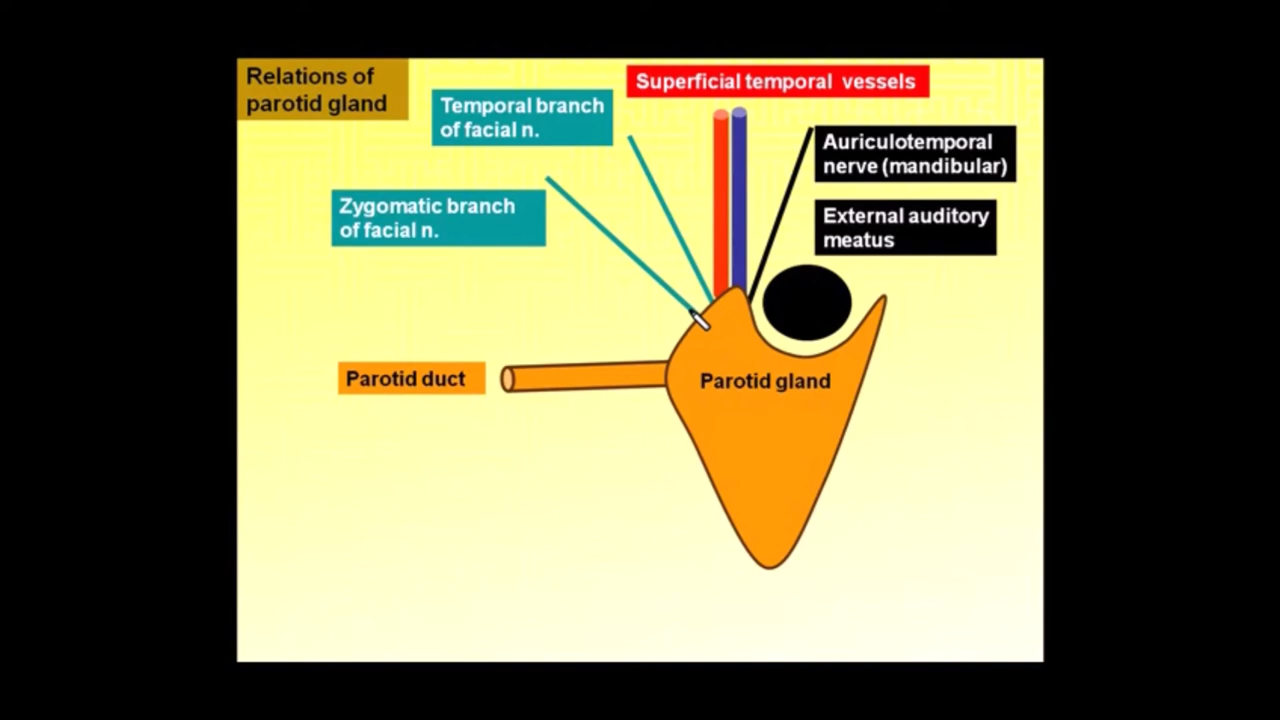 Relations of
parotid gland
Superficial temporal vessels
Temporal branch
of facial n.
Auriculotemporal
nerve (mandibular)
Zygomatic branch
of facial n.
External auditory
meatus
Parotid duct
Parotid gland